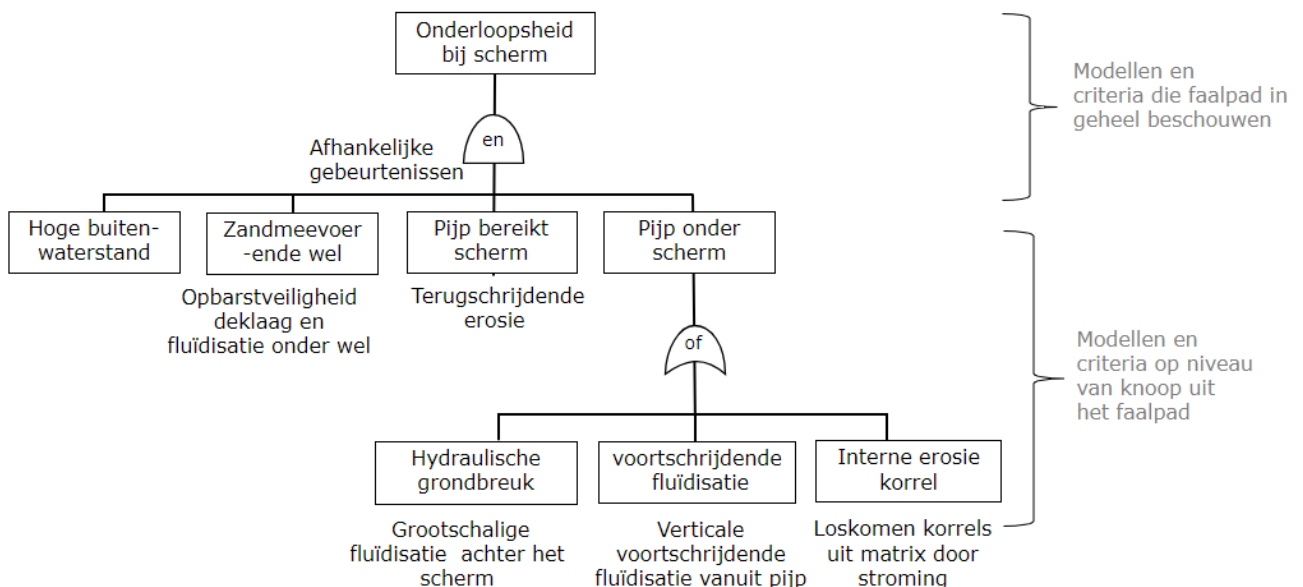 Onderloopsheid
bij scherm
Modellen en
criteria die faalpad in
geheel beschouwen
en
Afhankelijke
gebeurtenissen
Hoge buiten-
waterstand
Zandmeevoer
-ende wel
Pijp bereikt
scherm
Pijp onder
scherm
Opbarstveiligheid
deklaag en
fluïdisatie onder wel
Terugschrijdende
erosie
of
Modellen en
criteria op niveau
van knoop uit
het faalpad
Hydraulische
grondbreuk
voortschrijdende
fluïdisatie
Interne erosie
korrel
Grootschalige
fluïdisatie achter het
scherm
Verticale
voortschrijdende
fluïdisatie vanuit pijp
Loskomen korrels
uit matrix door
stroming